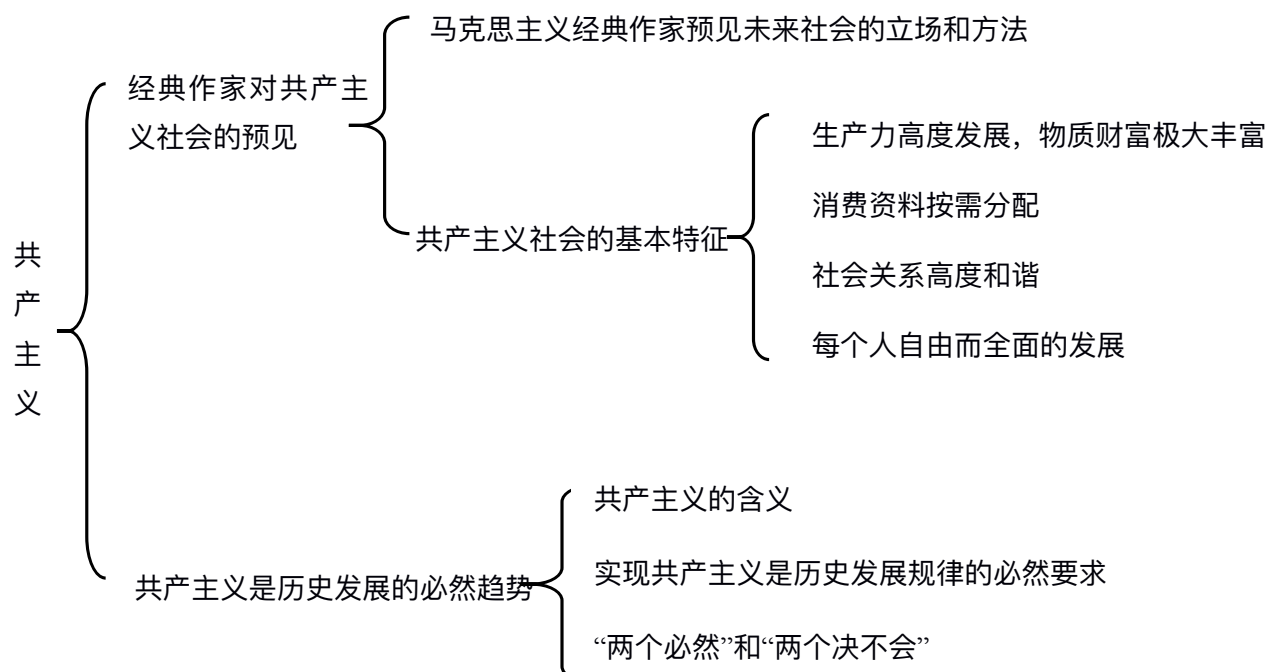 共产主义
经典作家对共产主
义社会的预见
马克思主义经典作家预见未来社会的立场和方法
共产主义社会的基本特征
生产力高度发展，物质财富极大丰富
消费资料按需分配
社会关系高度和谐
每个人自由而全面的发展
共产主义是历史发展的必然趋势
共产主义的含义
实现共产主义是历史发展规律的必然要求
“两个必然”和“两个决不会”